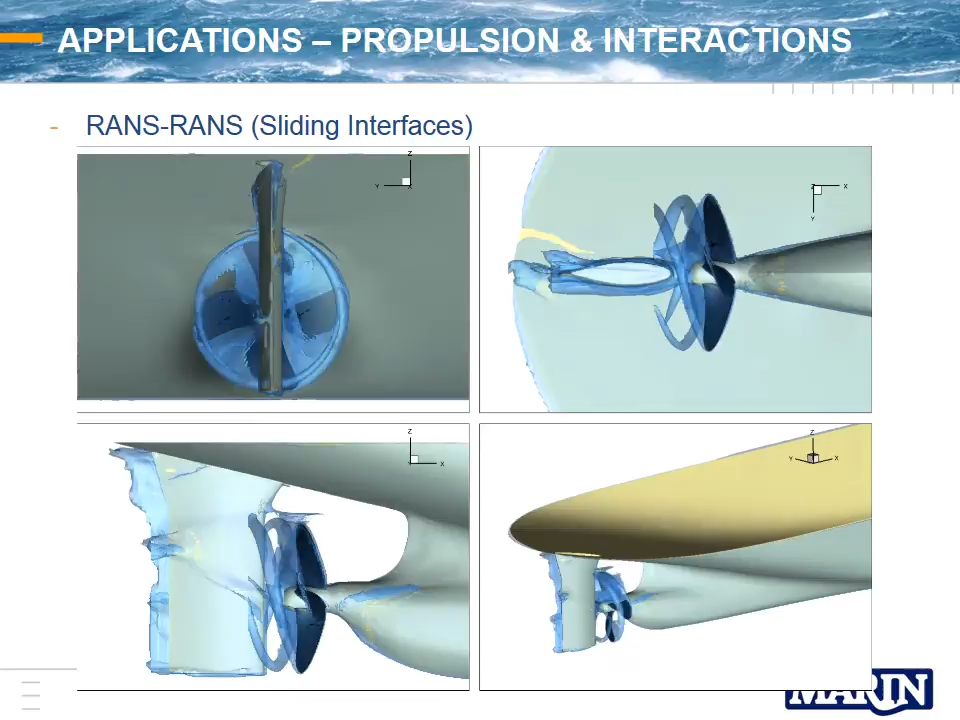 APPLICATIONS – PROPULSION & INTERACTIONS
- RANS-RANS (Sliding Interfaces)
Z
Y
X
Z
X
Y
Z
Y
X
Z
Y
X
MARIN